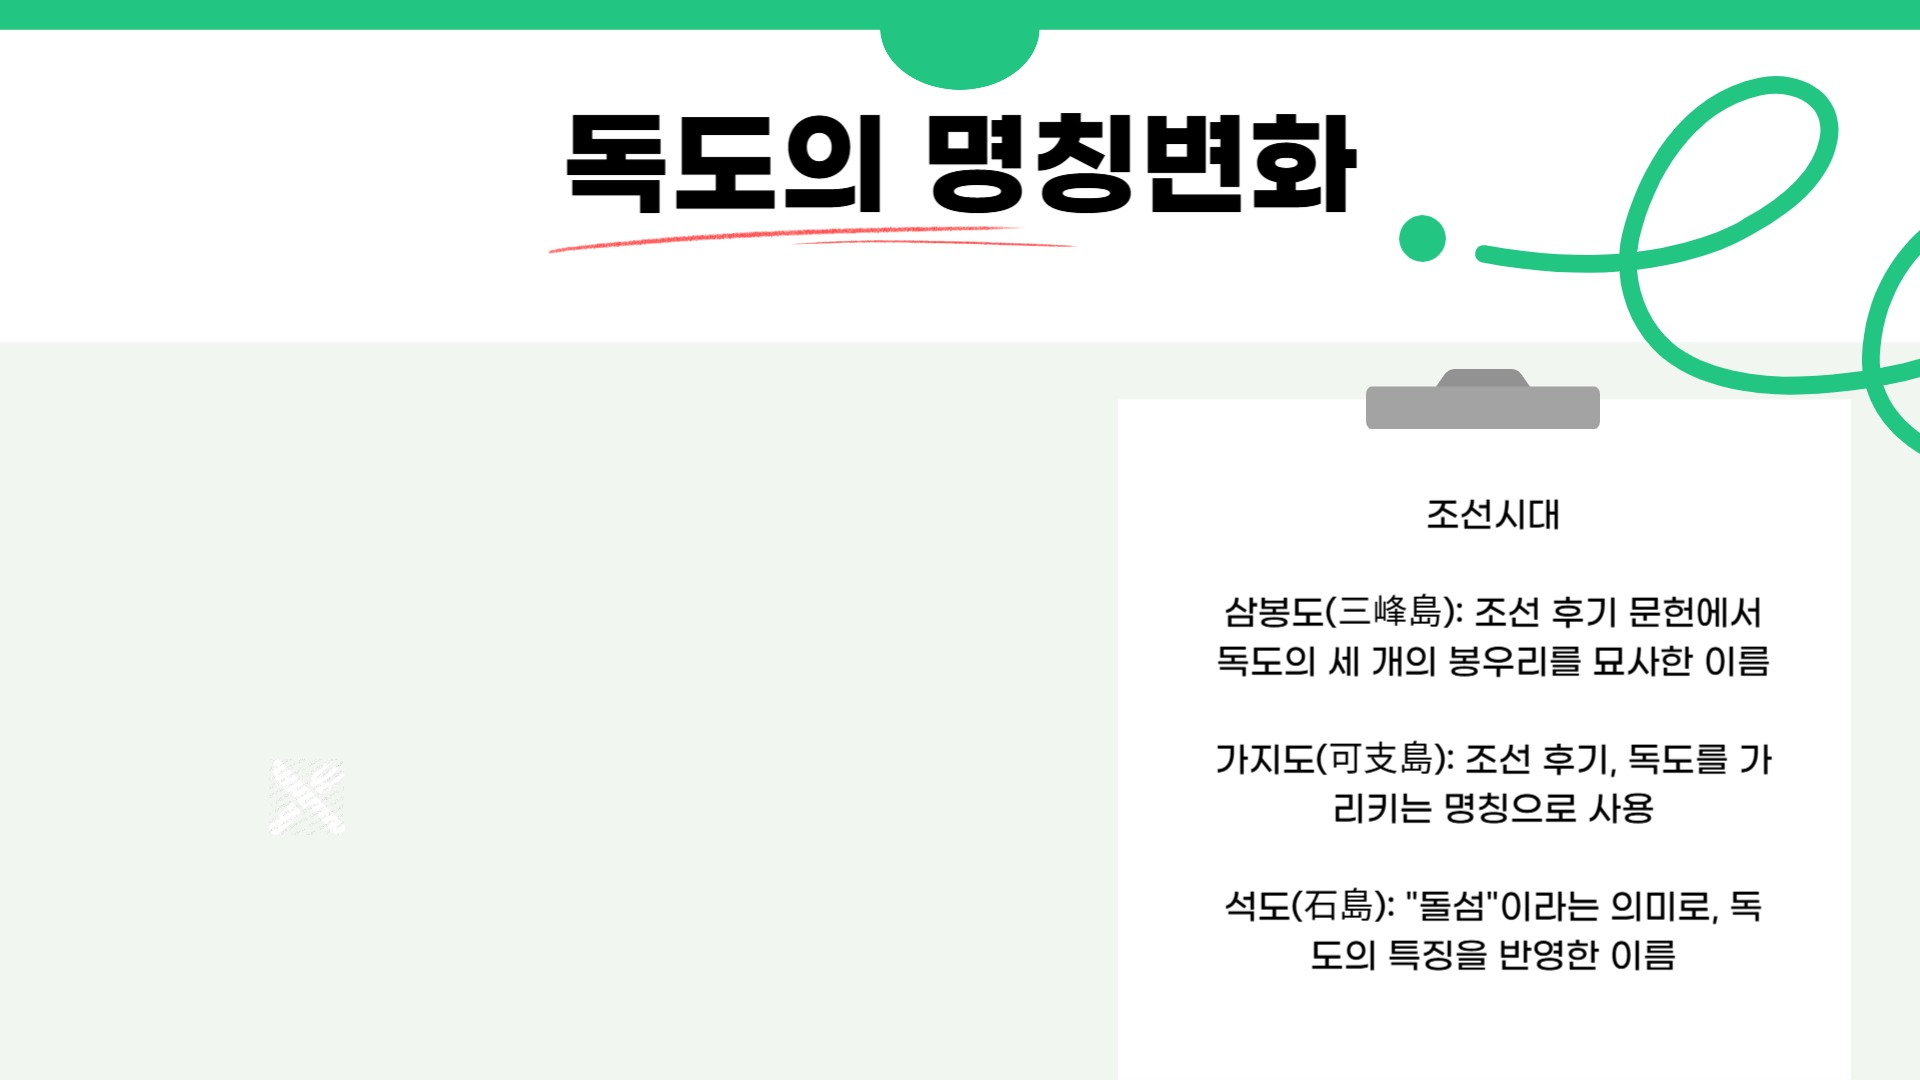 독도의 명칭변화
조선시대
삼봉도(三峰島): 조선 후기 문헌에서
독도의 세 개의 봉우리를 묘사한 이름
가지도(可支島): 조선 후기, 독도를 가
리키는 명칭으로 사용
석도(石島): "돌섬"이라는 의미로, 독
도의 특징을 반영한 이름